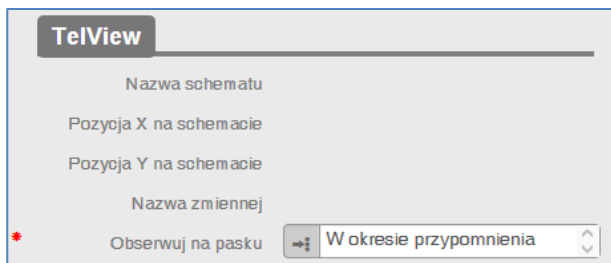 TelView
Nazwa schematu
Pozycja X na schemacie
Pozycja Y na schemacie
Nazwa zmiennej
* Obserwuj na pasku W okresie przypomnienia